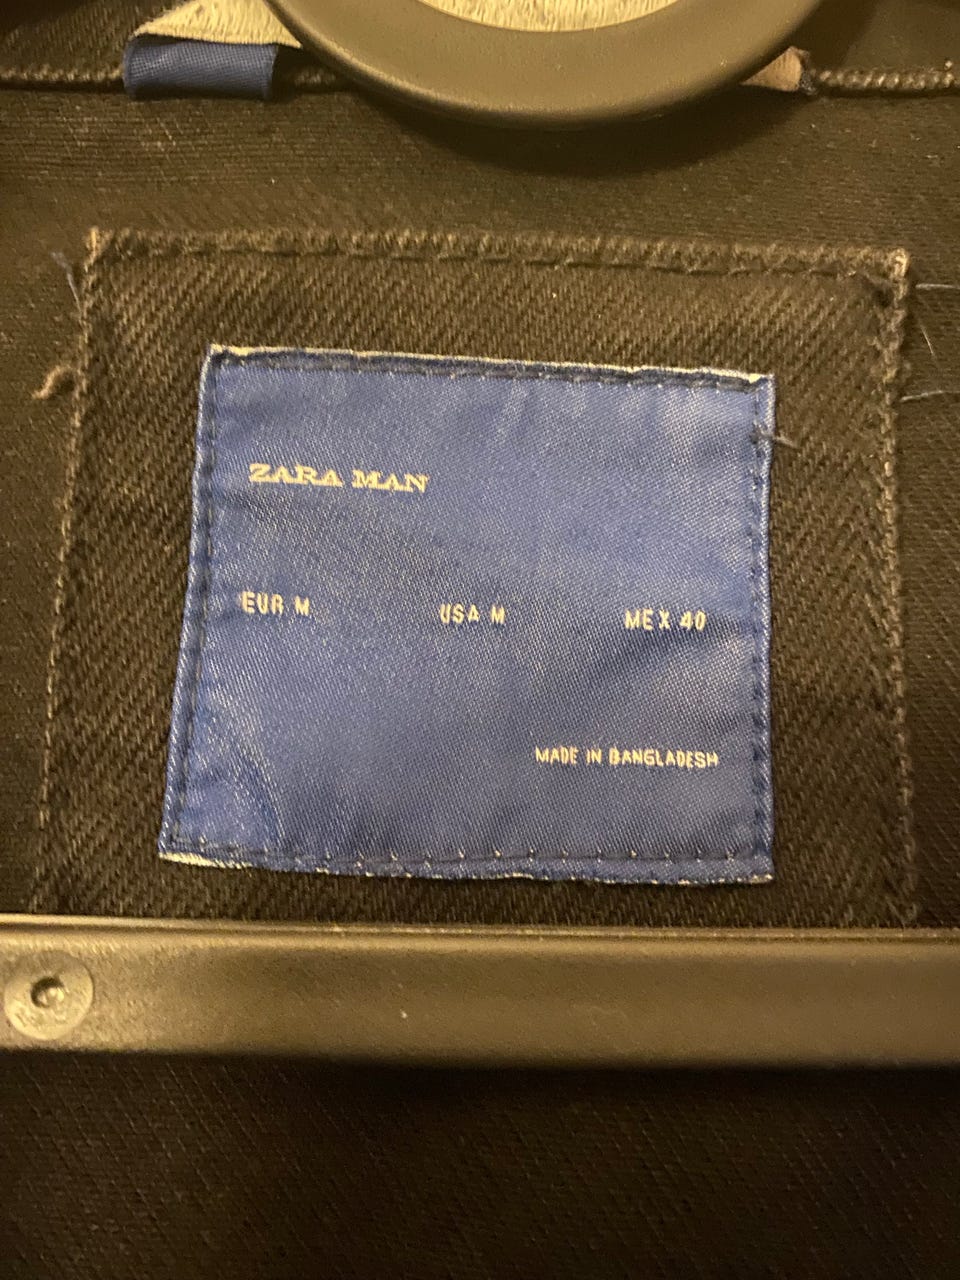 ZARA MAN
EUR M USA M MEX 40
MADE IN BANGLADESH